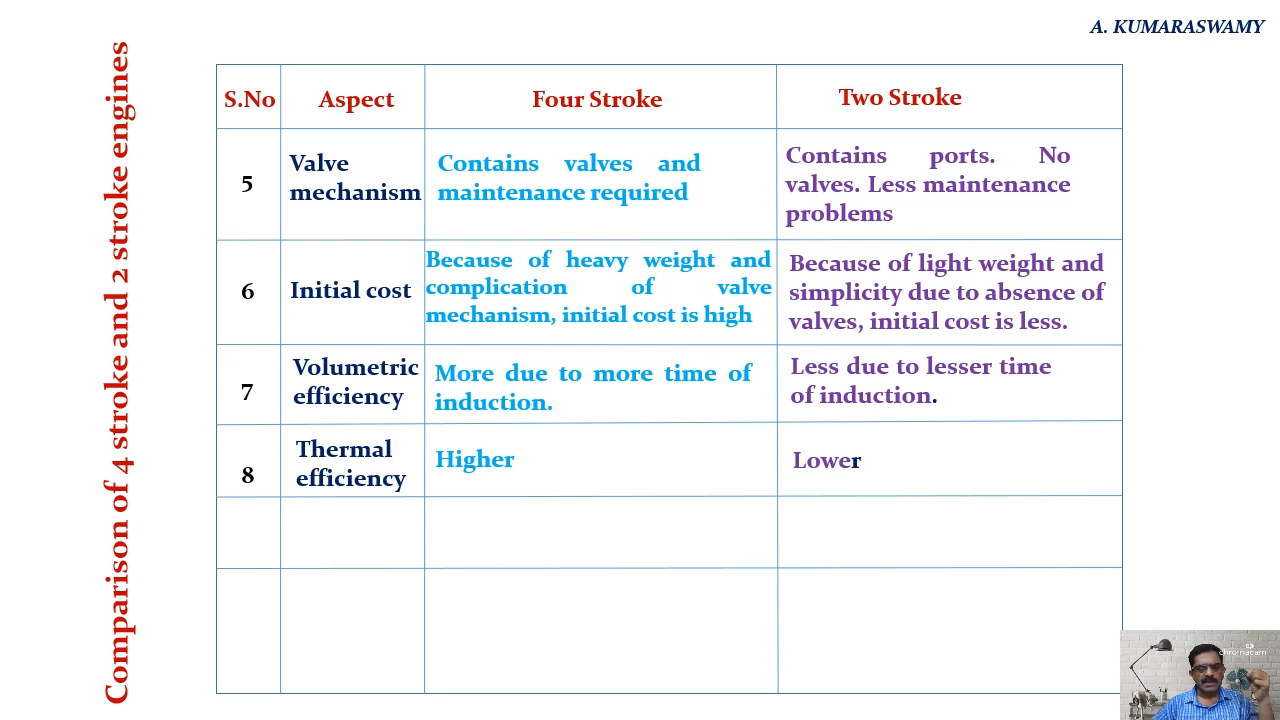 A. KUMARASWAMY
Comparison of 4 stroke and 2 stroke engines
S.No Aspect Four Stroke Two Stroke
5
Valve
mechanism
Contains valves and
maintenance required
Contains ports. No
valves. Less maintenance
problems
6
Initial cost
Because of heavy weight and
complication of valve
mechanism, initial cost is high
Because of light weight and
simplicity due to absence of
valves, initial cost is less.
7
Volumetric
efficiency
More due to more time of
induction.
Less due to lesser time
of induction.
8
Thermal
efficiency
Higher
Lower
chromacam